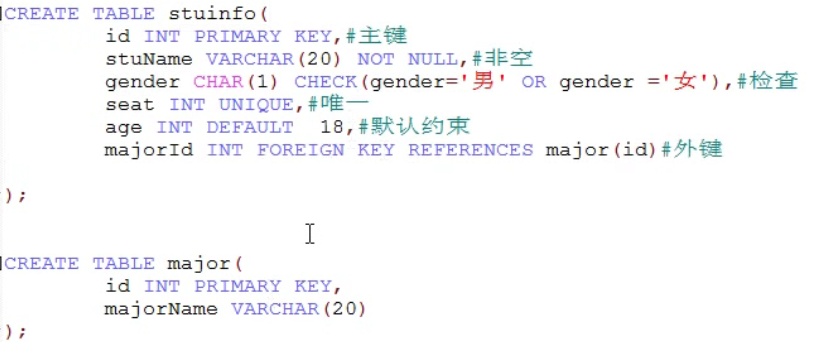 CREATE TABLE stuinfo(
id INT PRIMARY KEY,#主键
stuName VARCHAR(20) NOT NULL,#非空
gender CHAR(1) CHECK(gender='男' OR gender ='女'),#检查
seat INT UNIQUE,#唯一
age INT DEFAULT  18,#默认约束
majorId INT FOREIGN KEY REFERENCES major(id)#外键
);
CREATE TABLE major(
id INT PRIMARY KEY,
majorName VARCHAR(20)
);